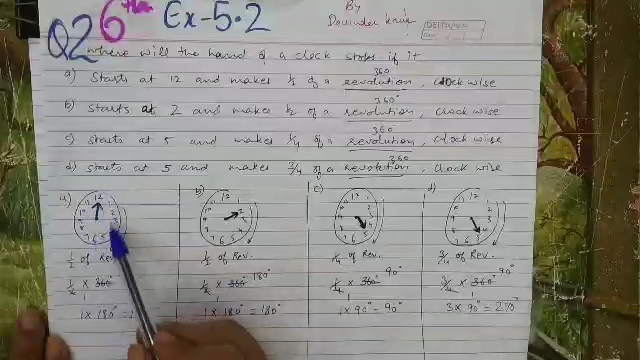 6th Ex-5.2
By
Davinder Kaur
Q2 where will the hand of a clock stop if it
a) Starts at 12 and makes 1/2 of a revolution, clockwise
360
b) starts at 2 and makes 1/2 of a revolution, clockwise
360°
c) starts at 5 and makes 1/4 of a revolution, clockwise
360
d) starts at 5 and makes 3/4 of a revolution, clockwise
360°
a) b) c) d)
1/2 of Rev 1/2 of Rev. 1/4 of Rev. 3/4 of Rev.
1/2 x 360° 1/2 x 360° 180° 1/4 x 360° 90° 3/4 x 360° 90°
1 x 180° = 1 x 180° = 180° 1 x 90° = 90° 3 x 90° = 270°